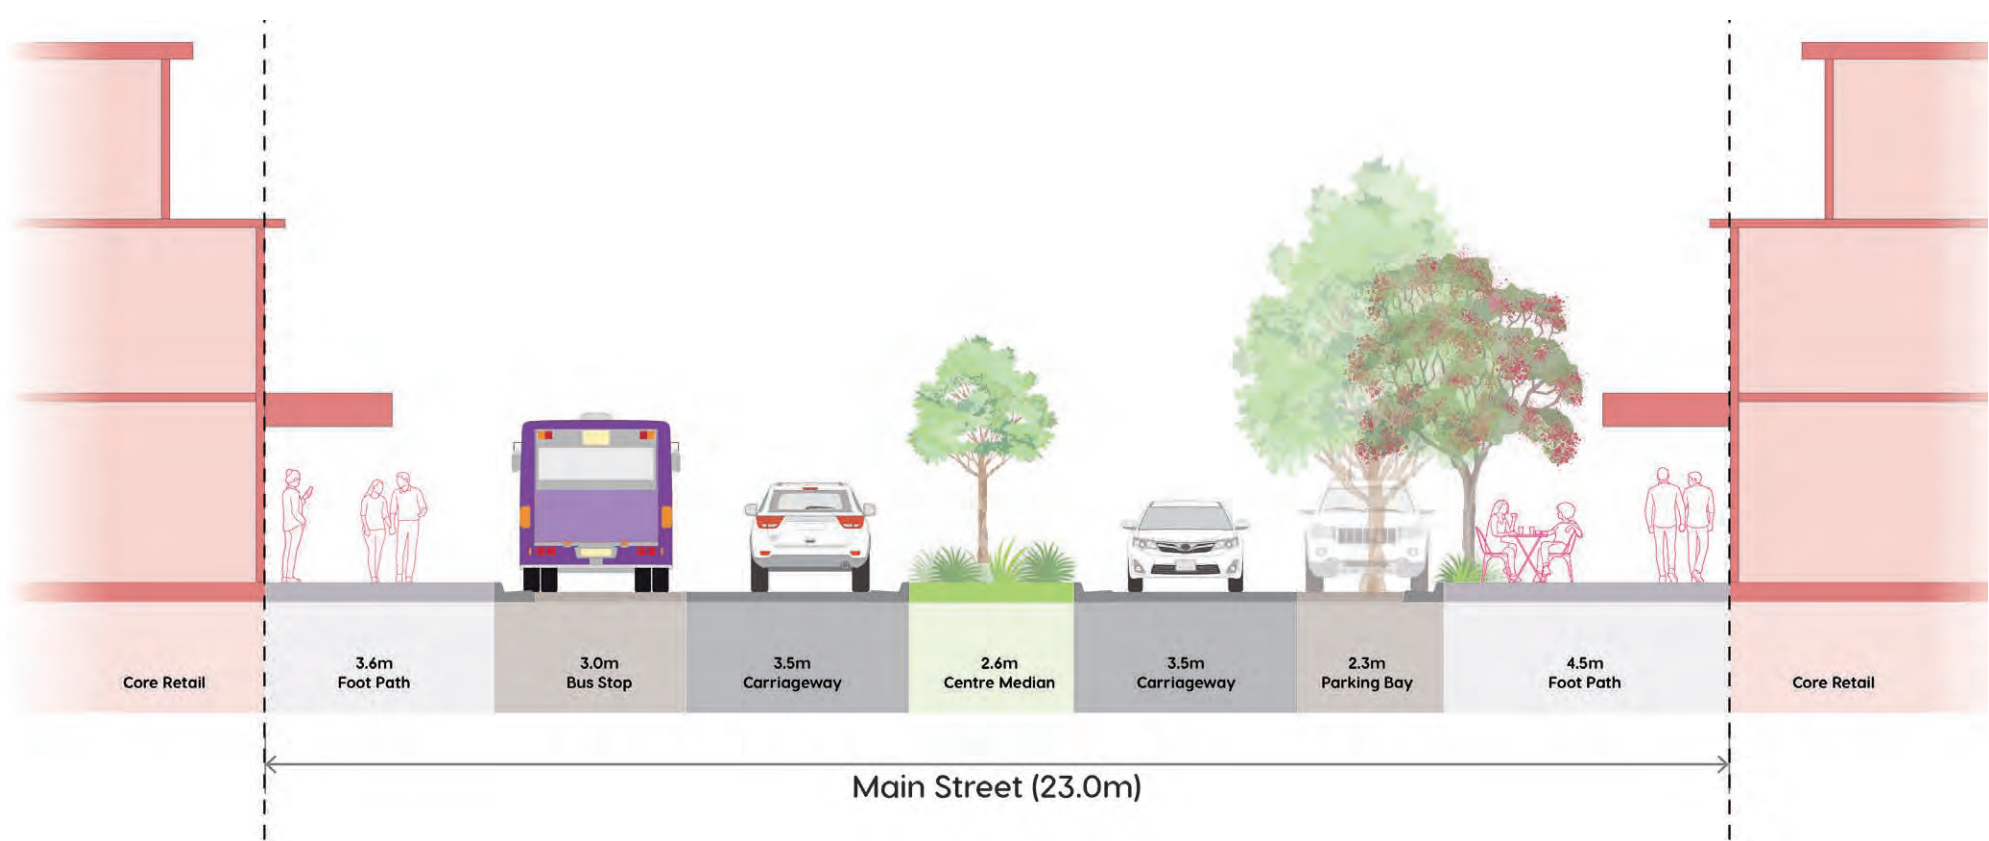 Core Retail
3.6m
Foot Path
3.0m
Bus Stop
3.5m
Carriageway
2.6m
Centre Median
3.5m
Carriageway
2.3m
Parking Bay
4.5m
Foot Path
Core Retail
Main Street (23.0m)